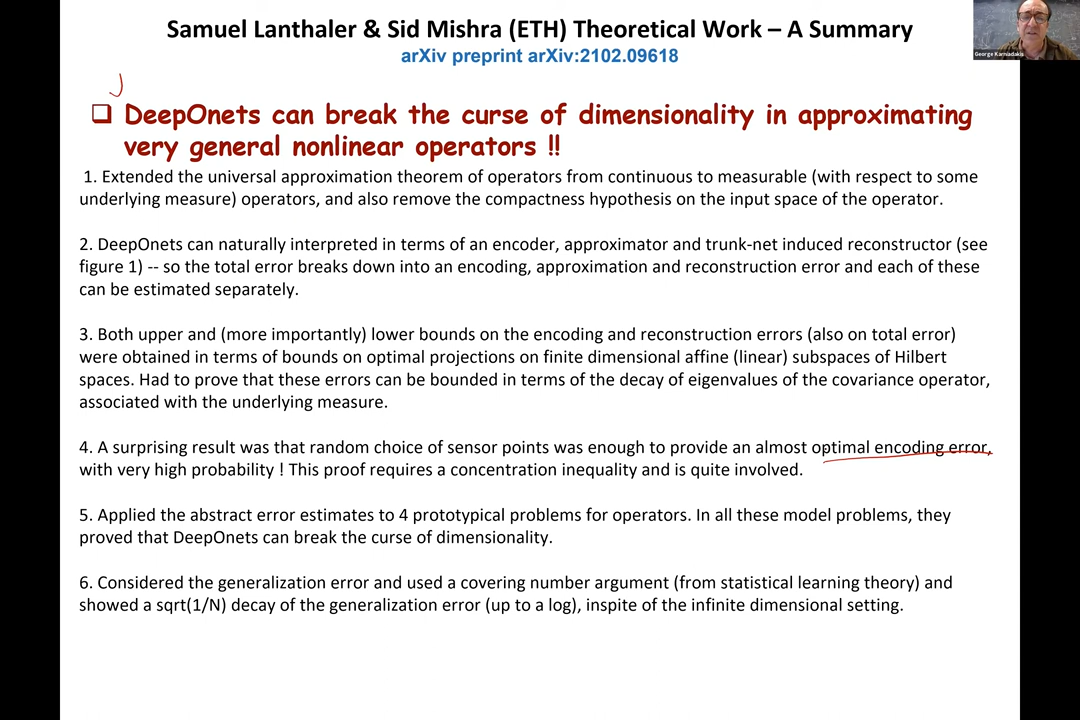 Samuel Lanthaler & Sid Mishra (ETH) Theoretical Work – A Summary
arXiv preprint arXiv:2102.09618
George Karniadakis
DeepOnets can break the curse of dimensionality in approximating
very general nonlinear operators !!
1. Extended the universal approximation theorem of operators from continuous to measurable (with respect to some
underlying measure) operators, and also remove the compactness hypothesis on the input space of the operator.
2. DeepOnets can naturally interpreted in terms of an encoder, approximator and trunk-net induced reconstructor (see
figure 1) -- so the total error breaks down into an encoding, approximation and reconstruction error and each of these
can be estimated separately.
3. Both upper and (more importantly) lower bounds on the encoding and reconstruction errors (also on total error)
were obtained in terms of bounds on optimal projections on finite dimensional affine (linear) subspaces of Hilbert
spaces. Had to prove that these errors can be bounded in terms of the decay of eigenvalues of the covariance operator,
associated with the underlying measure.
4. A surprising result was that random choice of sensor points was enough to provide an almost optimal encoding error,
with very high probability ! This proof requires a concentration inequality and is quite involved.
5. Applied the abstract error estimates to 4 prototypical problems for operators. In all these model problems, they
proved that DeepOnets can break the curse of dimensionality.
6. Considered the generalization error and used a covering number argument (from statistical learning theory) and
showed a sqrt(1/N) decay of the generalization error (up to a log), inspite of the infinite dimensional setting.